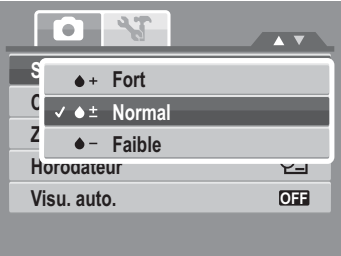 S
Fort
C
✓ Normal
Z
Faible
Horodateur
Visu. auto. OFF